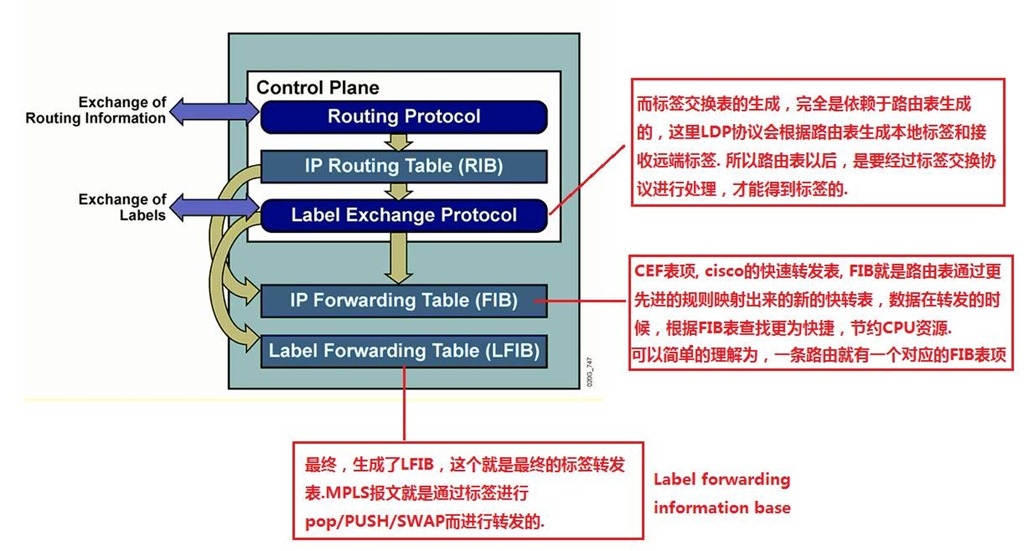 Control Plane
Exchange of
Routing Information
Routing Protocol
IP Routing Table (RIB)
Exchange of
Labels
Label Exchange Protocol
IP Forwarding Table (FIB)
Label Forwarding Table (LFIB)
020G_747
而标签交换表的生成，完全是依赖于路由表生成
的，这里LDP协议会根据路由表生成本地标签和接
收远端标签. 所以路由表以后，是要经过标签交换协
议进行处理，才能得到标签的.
CEF表项, cisco的快速转发表, FIB就是路由表通过更
先进的规则映射出来的新的快转表，数据在转发的时
候，根据FIB表查找更为快捷，节约CPU资源.
可以简单的理解为，一条路由就有一个对应的FIB表项
最终，生成了LFIB，这个就是最终的标签转发
表.MPLS报文就是通过标签进行
pop/PUSH/SWAP而进行转发的.
Label forwarding
information base